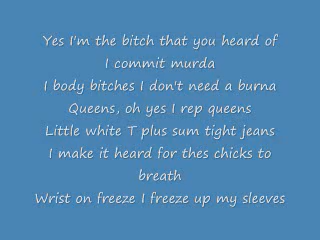 Yes I'm the bitch that you heard of
I commit murda
I body bitches I don't need a burna
Queens, oh yes I rep queens
Little white T plus sum tight jeans
I make it heard for thes chicks to
breath
Wrist on freeze I freeze up my sleeves